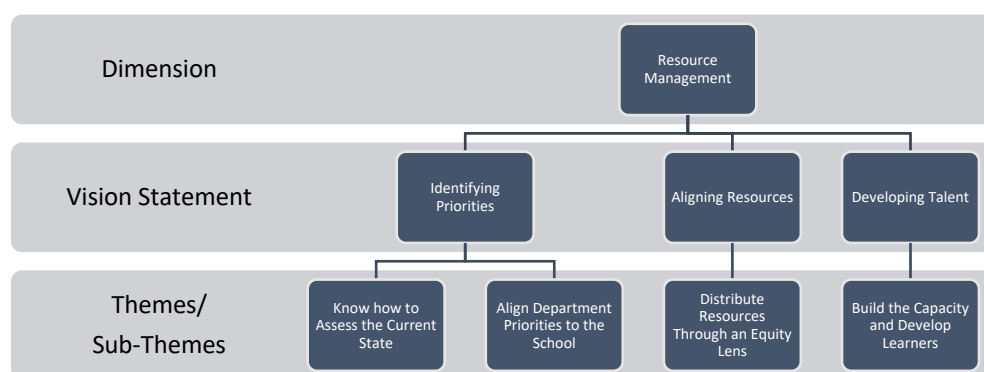 Dimension
Resource
Management
Vision Statement
Identifying
Priorities
Aligning Resources
Developing Talent
Themes/
Sub-Themes
Know how to
Assess the Current
State
Align Department
Priorities to the
School
Distribute
Resources
Through an Equity
Lens
Build the Capacity
and Develop
Learners